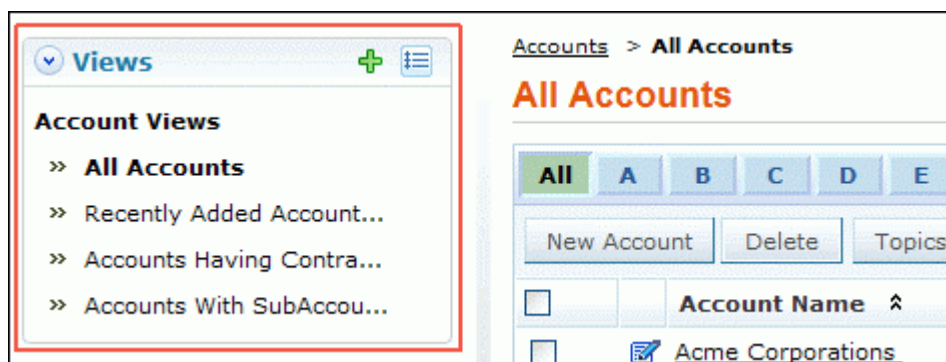 Views
Account Views
» All Accounts
» Recently Added Account...
» Accounts Having Contra...
» Accounts With SubAccou...
Accounts > All Accounts
All Accounts
All A B C D E
New Account Delete Topics
Account Name
Acme Corporations